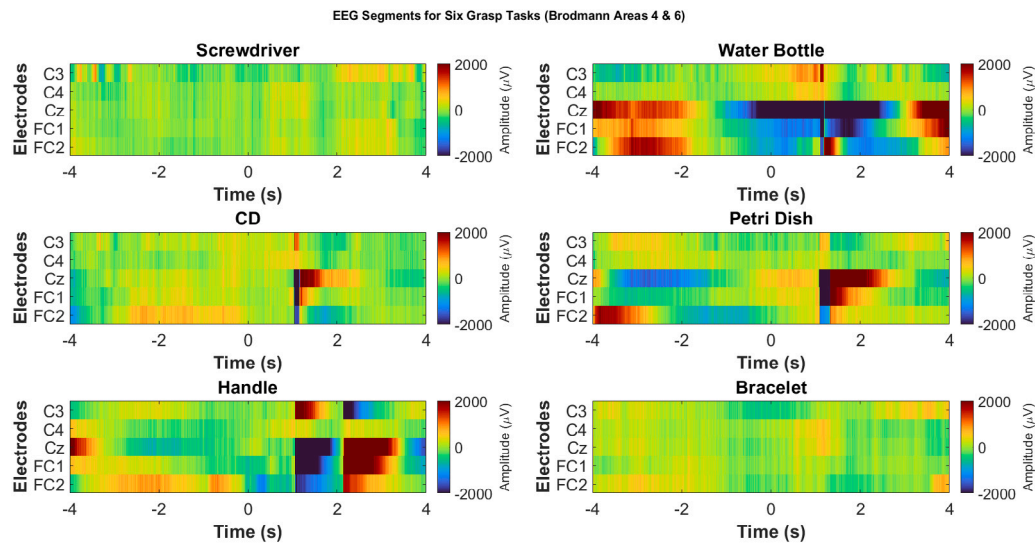 EEG Segments for Six Grasp Tasks (Brodmann Areas 4 & 6)
Screwdriver
Electrodes
C3
C4
Cz
FC1
FC2
-4 -2 0 2 4
Time (s)
2000
0
-2000
Amplitude (μV)
Water Bottle
Electrodes
C3
C4
Cz
FC1
FC2
-4 -2 0 2 4
Time (s)
2000
0
-2000
Amplitude (μV)
CD
Electrodes
C3
C4
Cz
FC1
FC2
-4 -2 0 2 4
Time (s)
2000
0
-2000
Amplitude (μV)
Petri Dish
Electrodes
C3
C4
Cz
FC1
FC2
-4 -2 0 2 4
Time (s)
2000
0
-2000
Amplitude (μV)
Handle
Electrodes
C3
C4
Cz
FC1
FC2
-4 -2 0 2 4
Time (s)
2000
0
-2000
Amplitude (μV)
Bracelet
Electrodes
C3
C4
Cz
FC1
FC2
-4 -2 0 2 4
Time (s)
2000
0
-2000
Amplitude (μV)